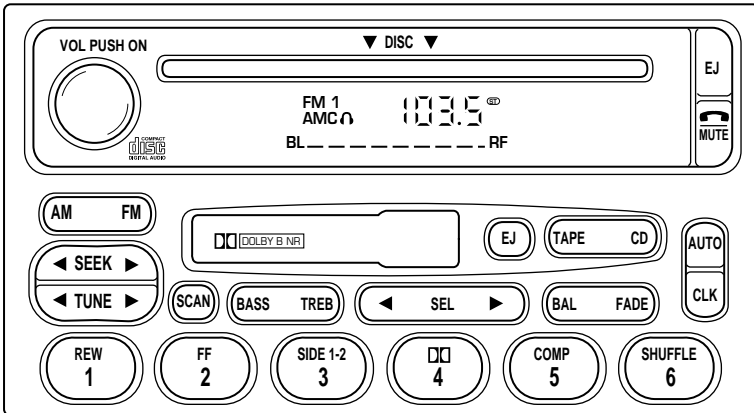 VOL PUSH ON
DISC
EJ
FM 1
AMC
103.5
ST
MUTE
COMPACT
disc
DIGITAL AUDIO
BL
RF
AM FM
DOLBY B NR
EJ
TAPE CD
AUTO
CLK
SEEK
TUNE
SCAN
BASS TREB
SEL
BAL FADE
REW
1
FF
2
SIDE 1-2
3
4
COMP
5
SHUFFLE
6